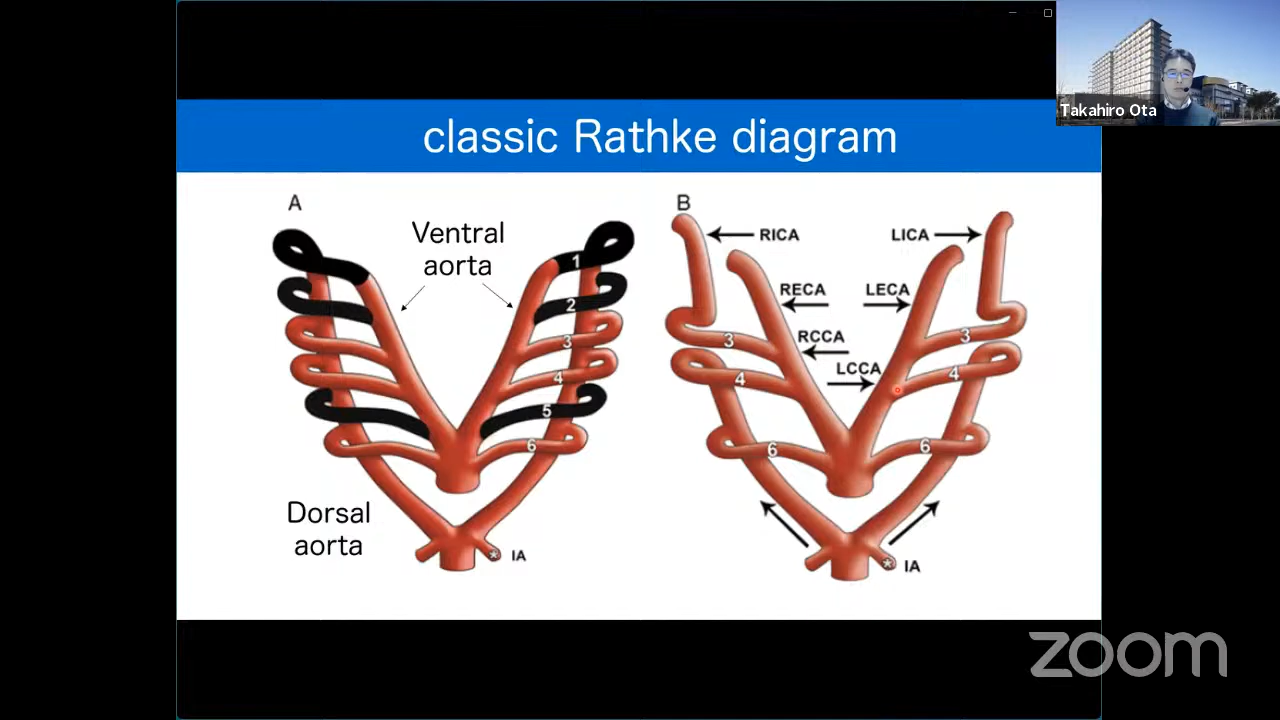 Takahiro Ota
classic Rathke diagram
A
Ventral
aorta
1
2
3
4
5
6
Dorsal
aorta
* IA
B
RICA
LICA
RECA
LECA
RCCA
LCCA
3
3
4
4
6
6
* IA
zoom